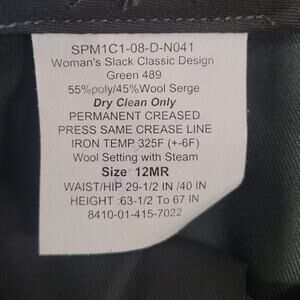 SPM1C1-08-D-N041
Woman's Slack Classic Design
Green 489
55%poly/45%Wool Serge
Dry Clean Only
PERMANENT CREASED
PRESS SAME CREASE LINE
IRON TEMP 325F (+-6F)
Wool Setting with Steam
Size 12MR
WAIST/HIP 29-1/2 IN /40 IN
HEIGHT :63-1/2 To 67 IN
8410-01-415-7022